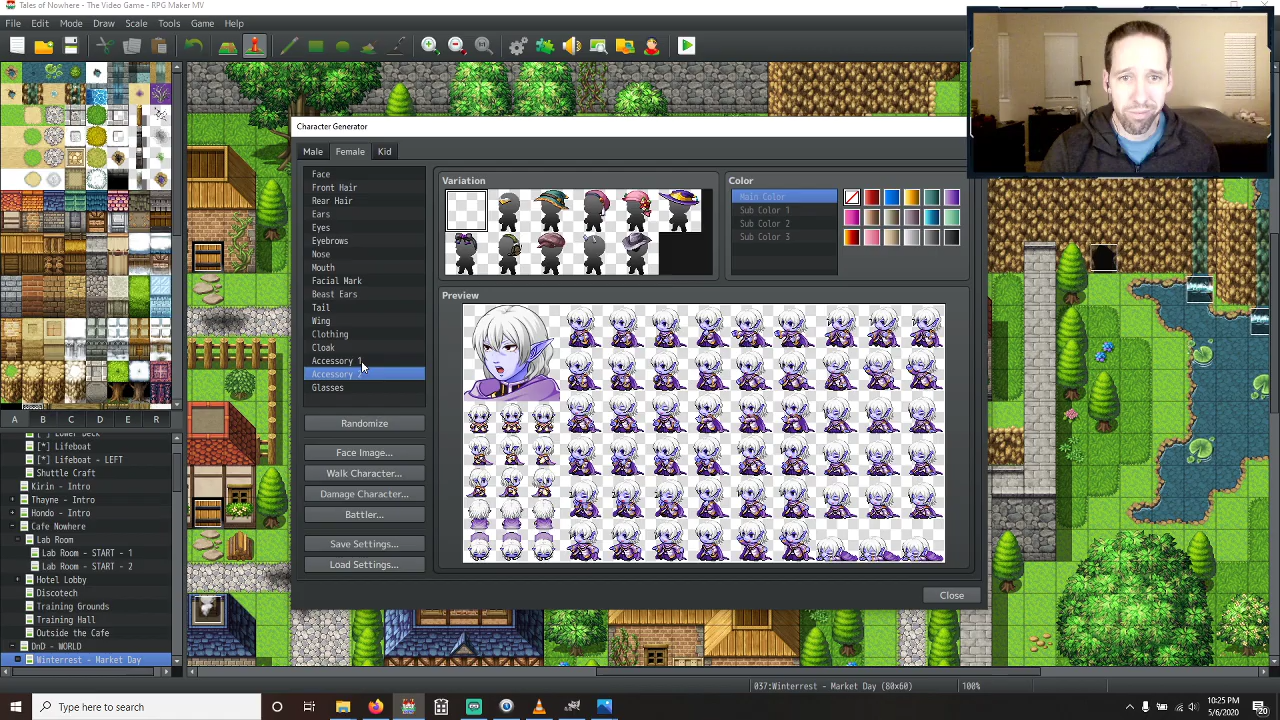 Tales of Nowhere - The Video Game - RPG Maker MV
File Edit Mode Draw Scale Tools Game Help
Character Generator
Male Female Kid
Face
Front Hair
Rear Hair
Ears
Eyes
Eyebrows
Nose
Mouth
Facial Mark
Beast Ears
Tail
Wing
Clothing
Cloak
Accessory 1
Accessory 2
Glasses
Randomize
Face Image...
Walk Character...
Damage Character...
Battler...
Save Settings...
Load Settings...
Variation
Color
Main Color
Sub Color 1
Sub Color 2
Sub Color 3
Preview
Close
A B C D E R
[*] Lower Deck
[*] Lifeboat
[*] Lifeboat - LEFT
Shuttle Craft
Kirin - Intro
Thayne - Intro
Hondo - Intro
Cafe Nowhere
Lab Room
Lab Room - START - 1
Lab Room - START - 2
Hotel Lobby
Discotech
Training Grounds
Training Hall
Outside the Cafe
DnD - WORLD
Winterrest - Market Day
037:Winterrest - Market Day (80x60) 100%
Type here to search
10:25 PM
5/6/2020
20